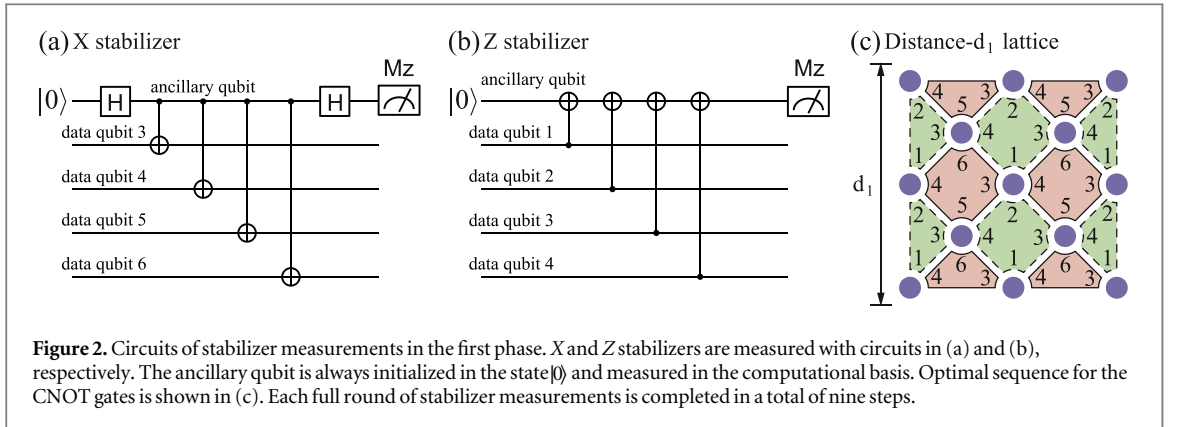 (a) X stabilizer
(b) Z stabilizer
(c) Distance-d₁ lattice
|0⟩ H ancillary qubit H Mz
data qubit 3
data qubit 4
data qubit 5
data qubit 6
ancillary qubit
|0⟩ Mz
data qubit 1
data qubit 2
data qubit 3
data qubit 4
d₁
4 3 4 3
2 5 2 5 2
3 4 3 4
1 6 1 6 1
4 3 4 3
2 5 2 5 2
3 4 3 4
1 6 1 6 1
4 3 4 3
Figure 2. Circuits of stabilizer measurements in the first phase. X and Z stabilizers are measured with circuits in (a) and (b),
respectively. The ancillary qubit is always initialized in the state|0⟩ and measured in the computational basis. Optimal sequence for the
CNOT gates is shown in (c). Each full round of stabilizer measurements is completed in a total of nine steps.